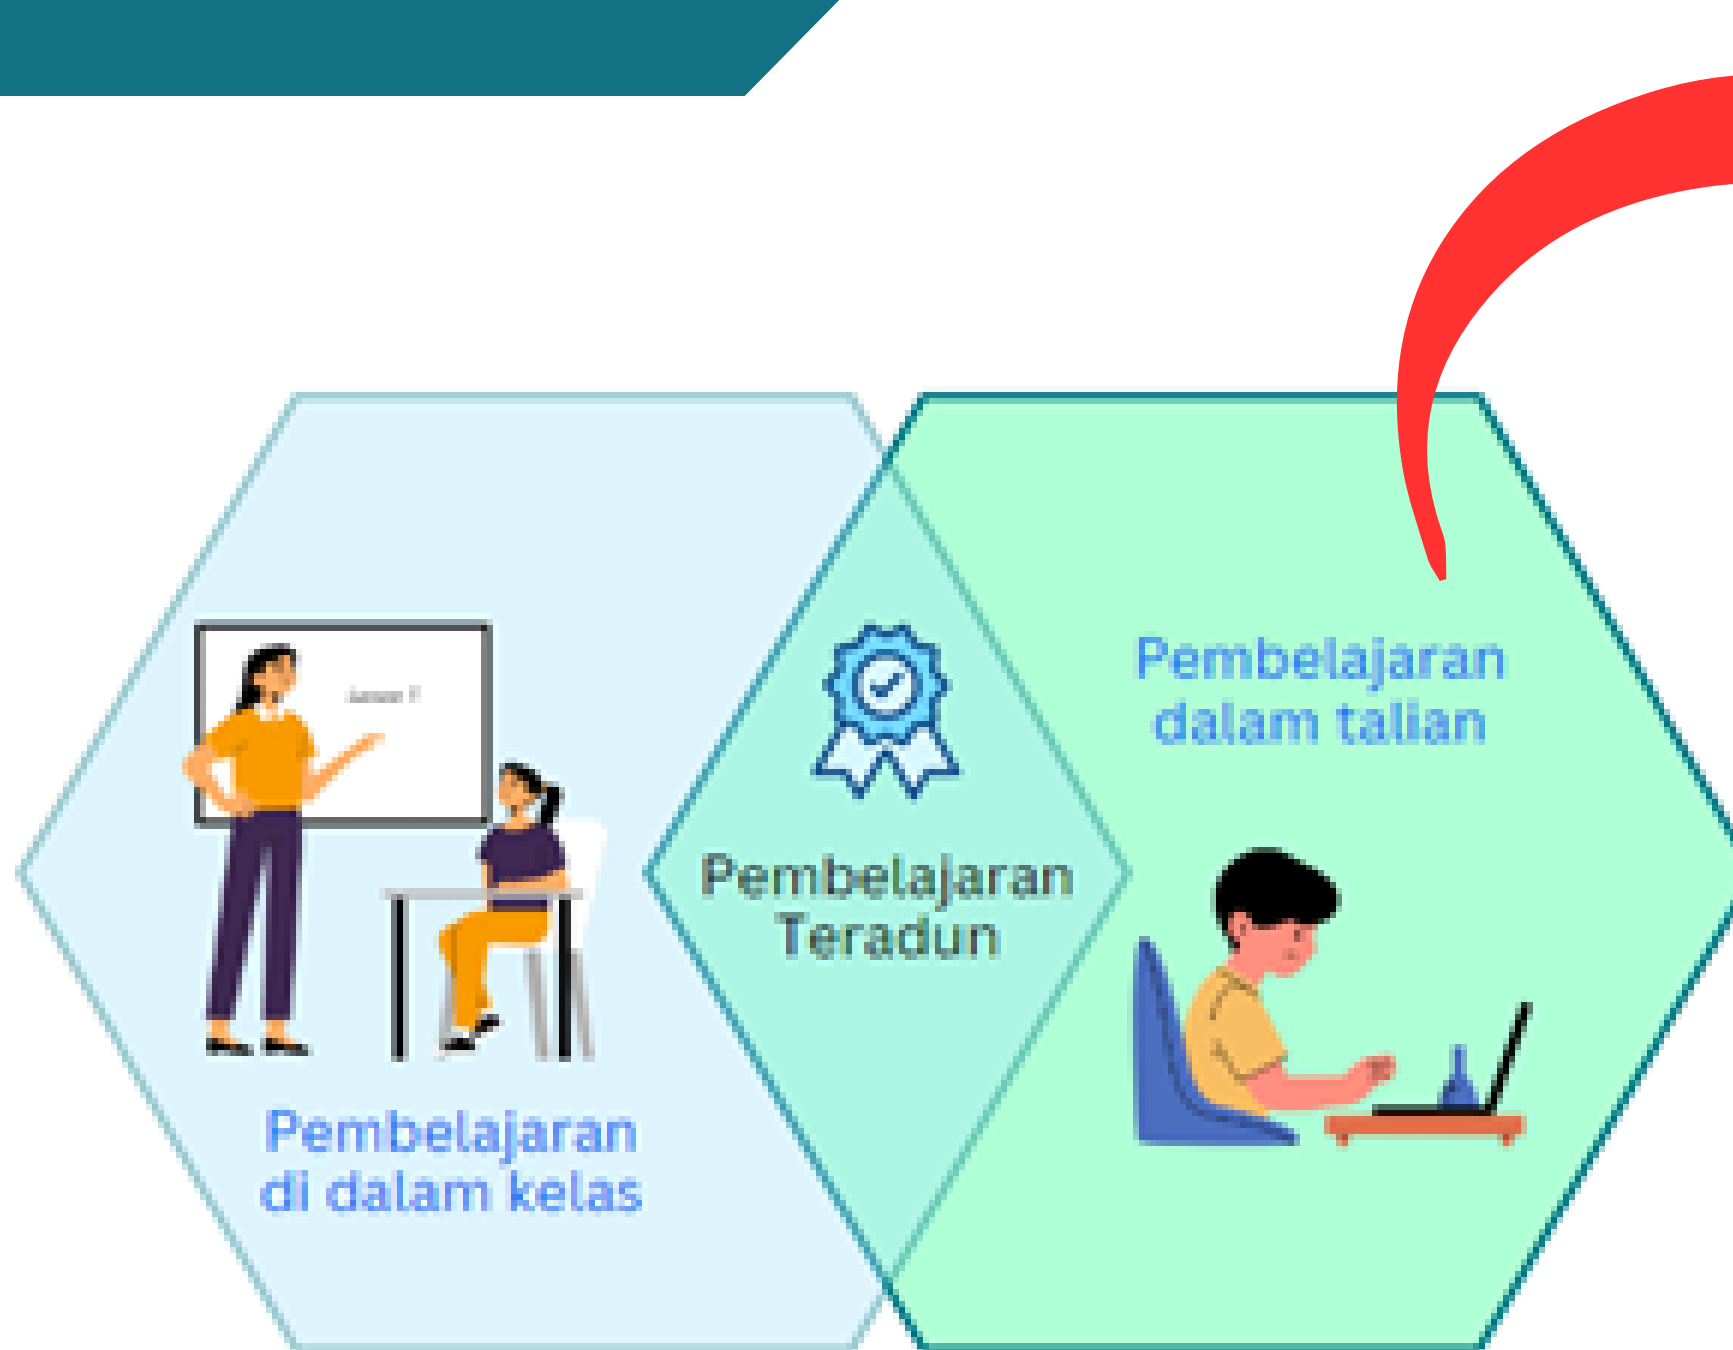 Pembelajaran
di dalam kelas
Pembelajaran
Teradun
Pembelajaran
dalam talian